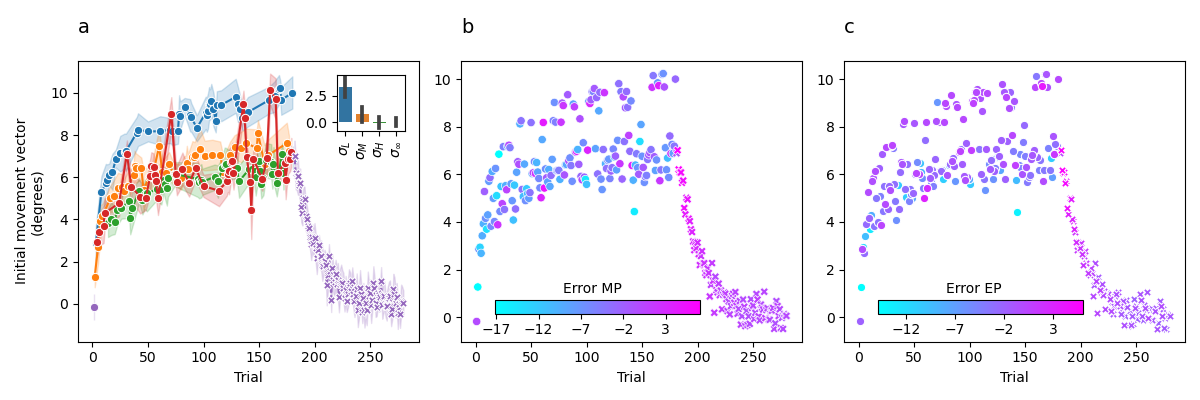 a
b
c
Initial movement vector
(degrees)
10
8
6
4
2
0
0 50 100 150 200 250
Trial
2.5
0.0
σL σM σH σ∞
10
8
6
4
2
0
Error MP
−17 −12 −7 −2 3
0 50 100 150 200 250
Trial
10
8
6
4
2
0
Error EP
−12 −7 −2 3
0 50 100 150 200 250
Trial